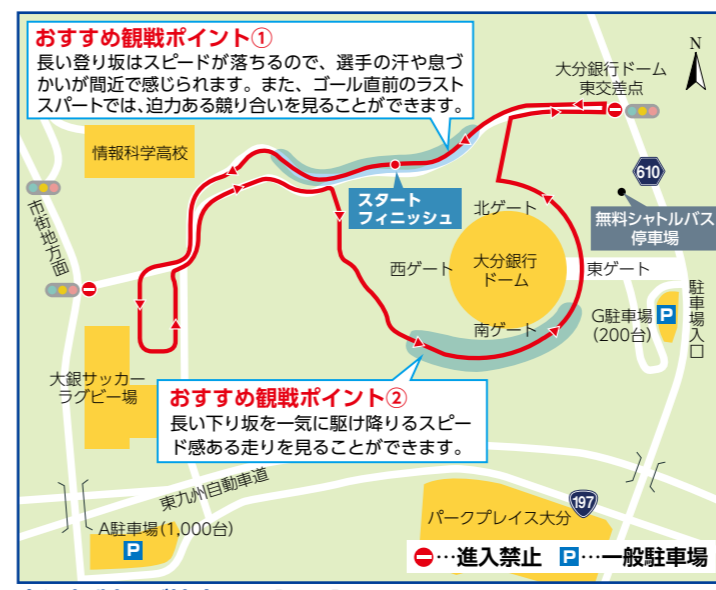 おすすめ観戦ポイント①
長い登り坂はスピードが落ちるので、選手の汗や息づ
かいが間近で感じられます。また、ゴール直前のラスト
スパートでは、迫力ある競り合いを見ることができます。
N
大分銀行ドーム
東交差点
情報科学高校
610
スタート
フィニッシュ
北ゲート
無料シャトルバス
停車場
市街地方面
西ゲート
大分銀行
ドーム
東ゲート
南ゲート
G駐車場 P
(200台)
駐車場入口
大銀サッカー
ラグビー場
おすすめ観戦ポイント②
長い下り坂を一気に駆け降りるスピー
ド感ある走りを見ることができます。
東九州自動車道
197
A駐車場(1,000台)
P
パークプレイス大分
…進入禁止 P…一般駐車場